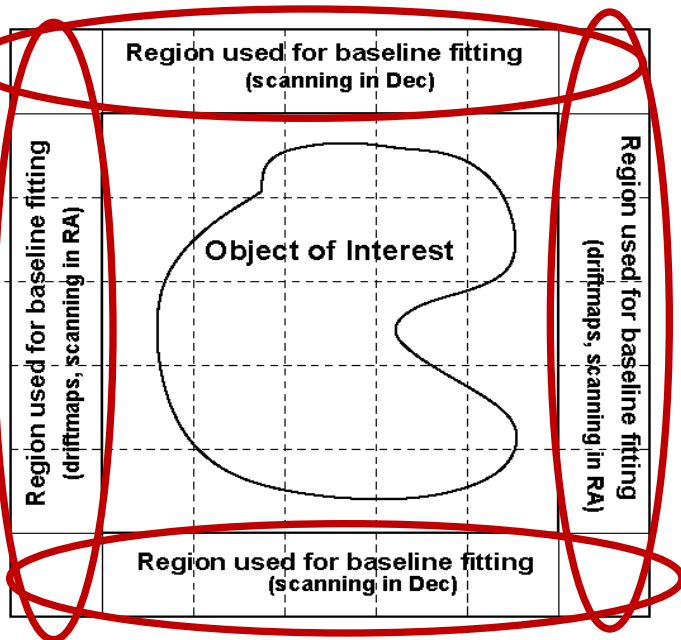 Region used for baseline fitting
(scanning in Dec)
Region used for baseline fitting
(driftmaps, scanning in RA)
Object of Interest
Region used for baseline fitting
(driftmaps, scanning in RA)
Region used for baseline fitting
(scanning in Dec)